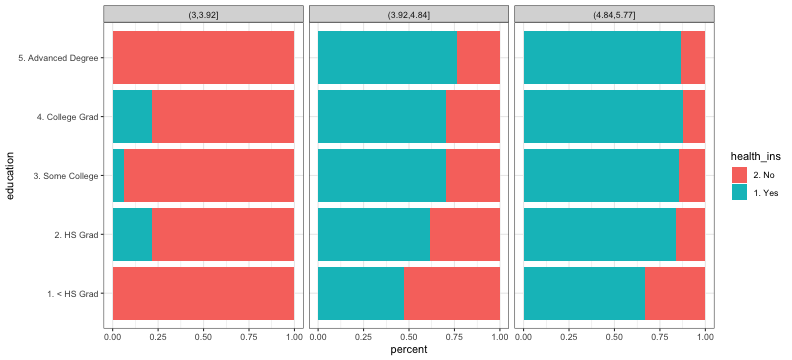 (3,3.92]
(3.92,4.84]
(4.84,5.77]
education
5. Advanced Degree
4. College Grad
3. Some College
2. HS Grad
1. < HS Grad
0.00 0.25 0.50 0.75 1.00
0.00 0.25 0.50 0.75 1.00
0.00 0.25 0.50 0.75 1.00
percent
health_ins
2. No
1. Yes